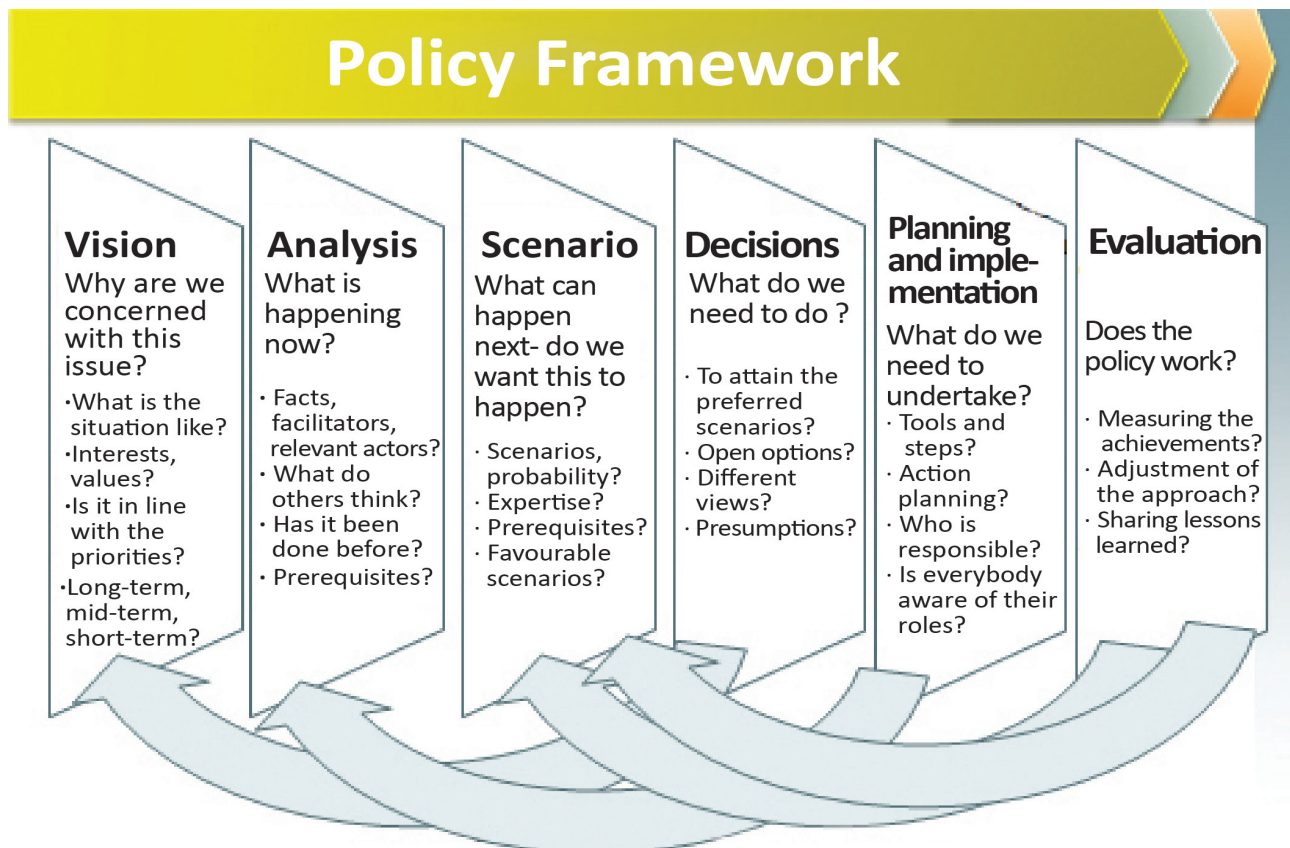 Policy Framework
Vision
Why are we
concerned
with this
issue?
·What is the
situation like?
·Interests,
values?
·Is it in line
with the
priorities?
·Long-term,
mid-term,
short-term?
Analysis
What is
happening
now?
· Facts,
facilitators,
relevant actors?
· What do
others think?
· Has it been
done before?
· Prerequisites?
Scenario
What can
happen
next- do we
want this to
happen?
· Scenarios,
probability?
· Expertise?
· Prerequisites?
· Favourable
scenarios?
Decisions
What do we
need to do ?
· To attain the
preferred
scenarios?
· Open options?
· Different
views?
· Presumptions?
Planning
and imple-
mentation
What do we
need to
undertake?
· Tools and
steps?
· Action
planning?
· Who is
responsible?
· Is everybody
aware of their
roles?
Evaluation
Does the
policy work?
· Measuring the
achievements?
· Adjustment of
the approach?
· Sharing lessons
learned?